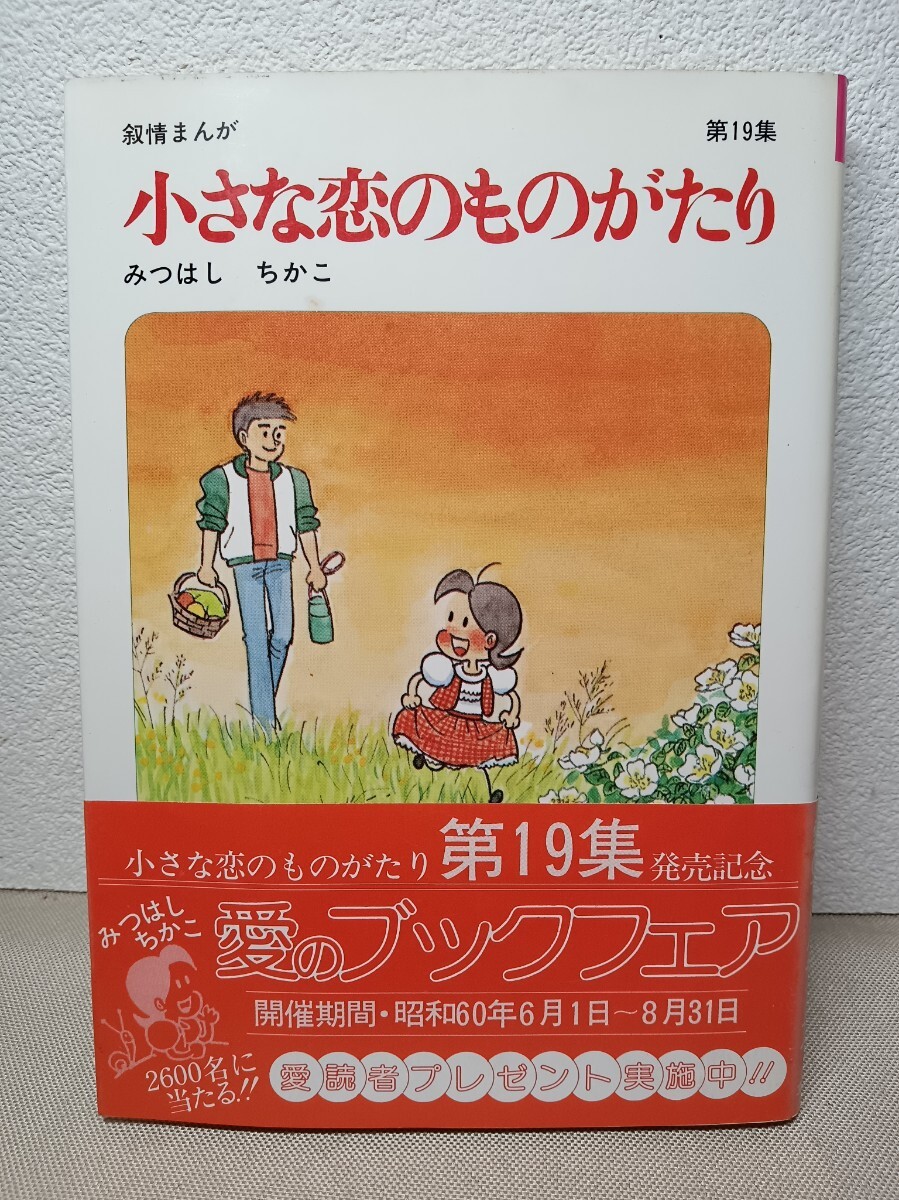 叙情まんが
第19集
小さな恋のものがたり
みつはし ちかこ
小さな恋のものがたり 第19集 発売記念
みつはし
ちかこ
愛のブックフェア
開催期間・昭和60年6月1日～8月31日
2600名に
当たる!!
愛読者プレゼント実施中!!